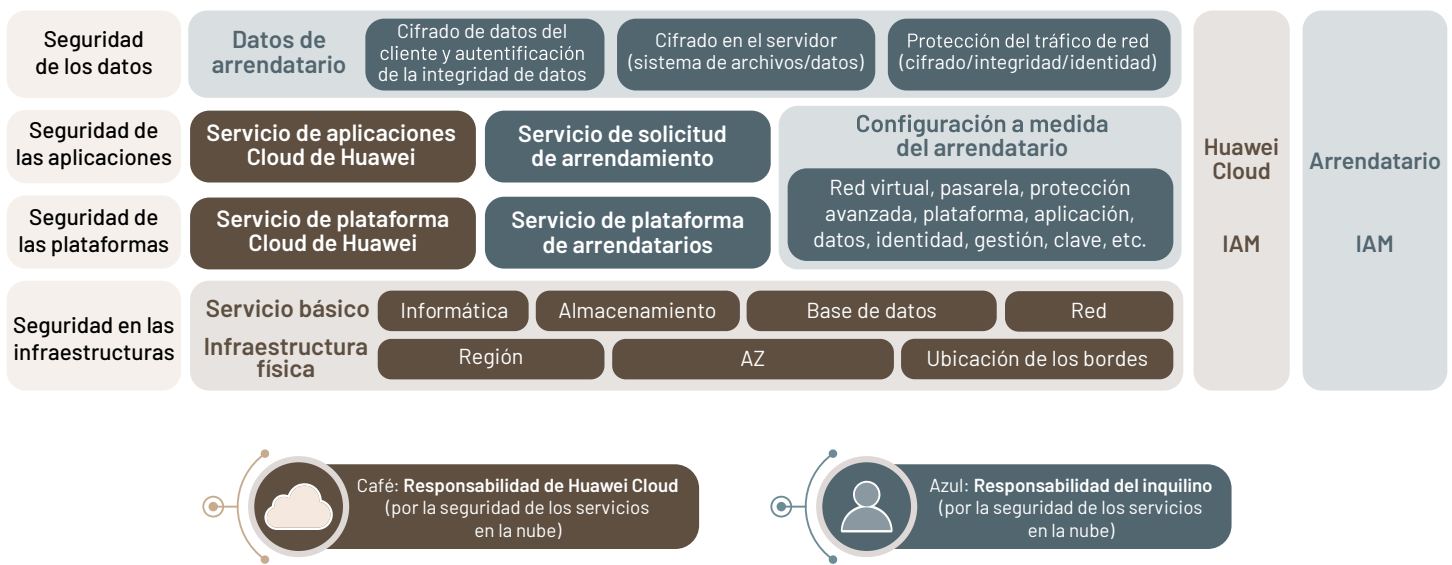 Seguridad
de los datos
Datos de
arrendatario
Cifrado de datos del
cliente y autentificación
de la integridad de datos
Cifrado en el servidor
(sistema de archivos/datos)
Protección del tráfico de red
(cifrado/integridad/identidad)
Seguridad de
las aplicaciones
Servicio de aplicaciones
Cloud de Huawei
Servicio de solicitud
de arrendamiento
Configuración a medida
del arrendatario
Red virtual, pasarela, protección
avanzada, plataforma, aplicación,
datos, identidad, gestión, clave, etc.
Seguridad de
las plataformas
Servicio de plataforma
Cloud de Huawei
Servicio de plataforma
de arrendatarios
Seguridad en las
infraestructuras
Servicio básico
Informática
Almacenamiento
Base de datos
Red
Infraestructura
física
Región
AZ
Ubicación de los bordes
Huawei
Cloud
IAM
Arrendatario
IAM
Café: Responsabilidad de Huawei Cloud
(por la seguridad de los servicios
en la nube)
Azul: Responsabilidad del inquilino
(por la seguridad de los servicios
en la nube)